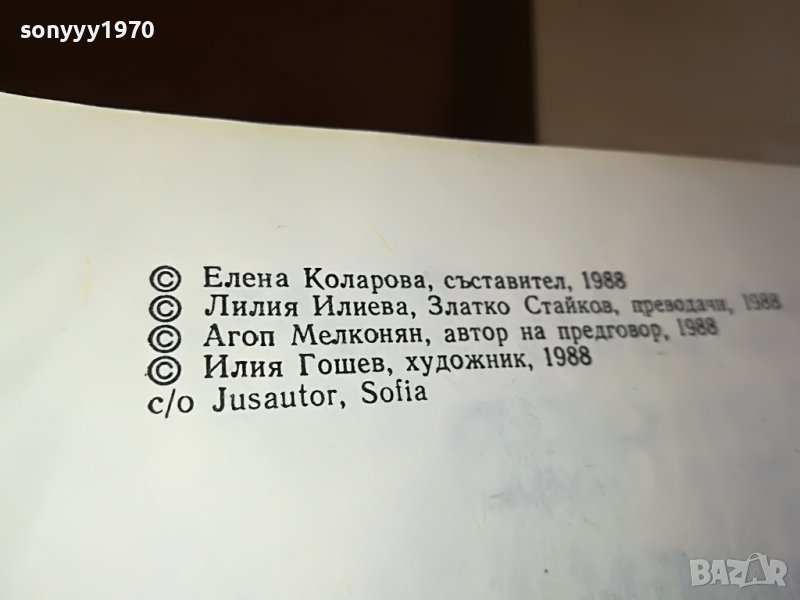 sonyyy1970
© Елена Коларова, съставител, 1988
© Лилия Илиева, Златко Стайков, преводачи, 1988
© Агоп Мелконян, автор на предговор, 1988
© Илия Гошев, художник, 1988
c/o Jusautor, Sofia
BAZAR